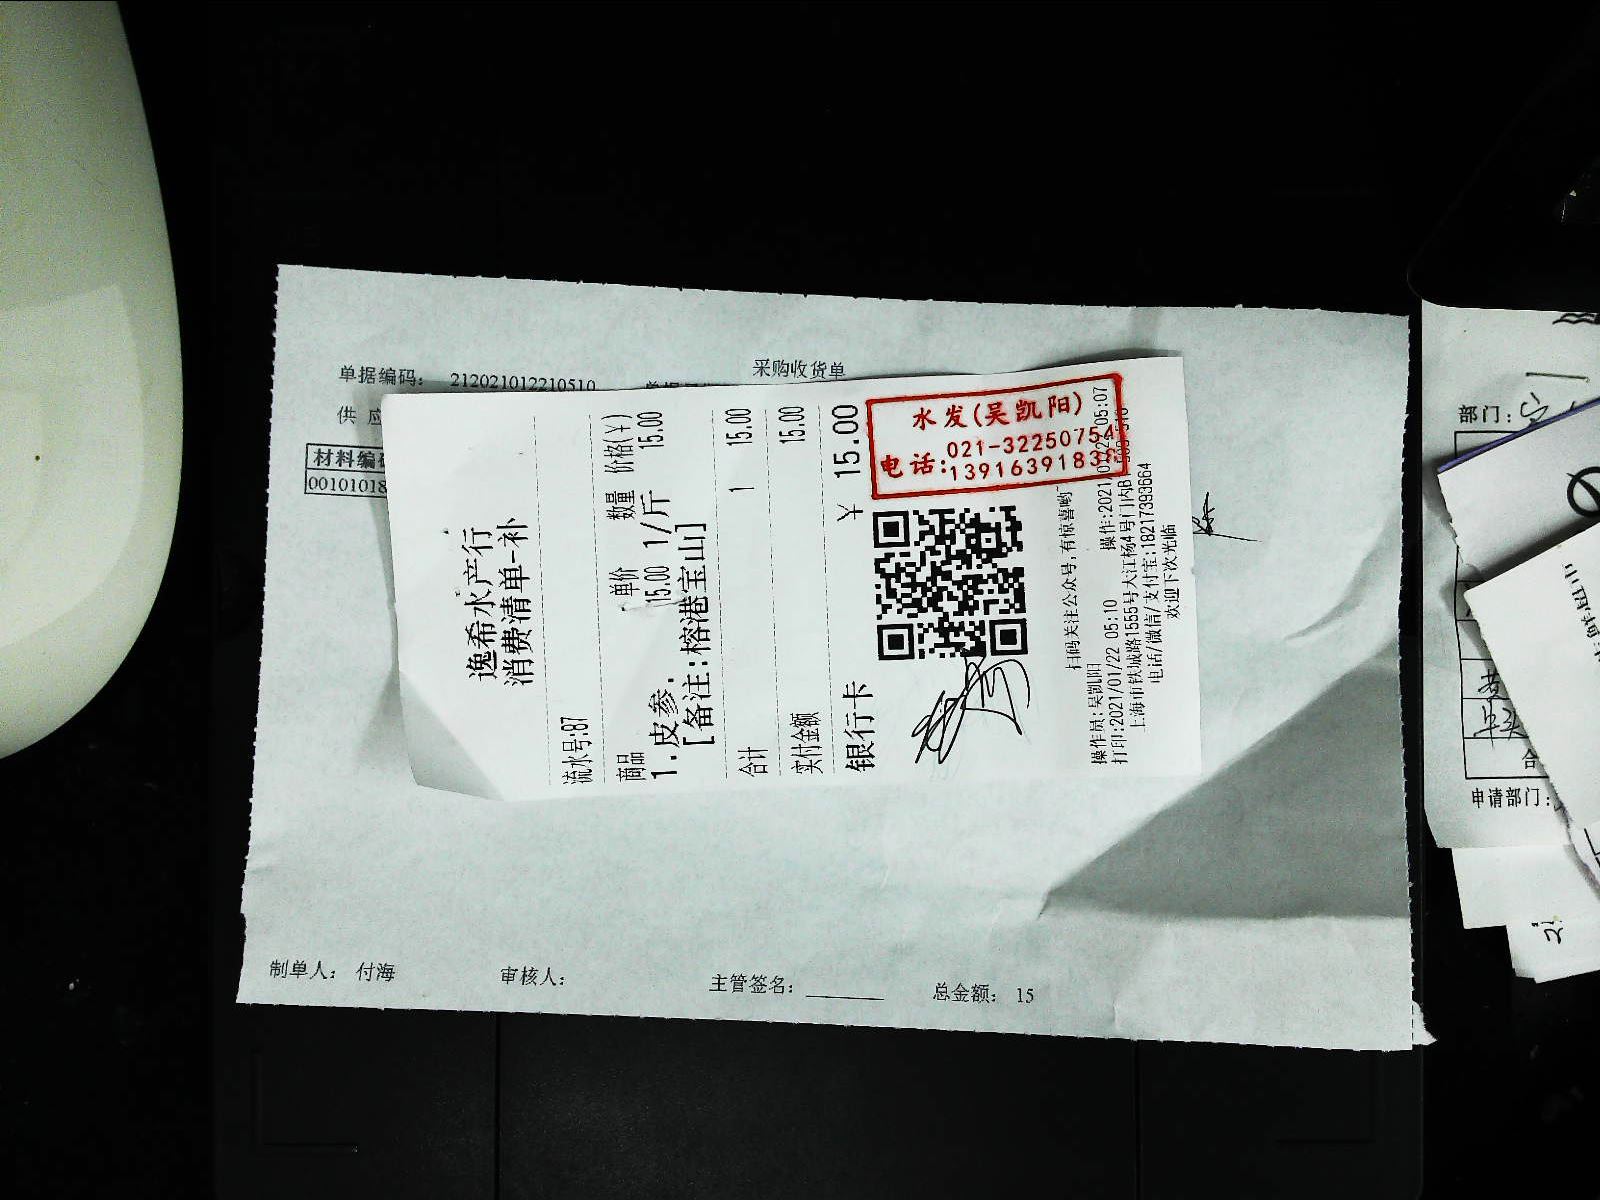 采购收货单
单据编码： 212021012210510
供 应
材料编
00101018
逸希水产行
消费清单-补
流水号:87
商品 单价 数量 价格(￥)
1.皮参. 15.00 1/斤 15.00
[备注:榕港宝山]
合计 1 15.00
实付金额 15.00
银行卡 15.00
水发(吴凯阳)
电话: 021-32250754
扫码关注公众号,有惊喜哟~
操作员:吴凯阳
打印:2021/01/22 05:10
上海市铁城路1555号大江杨4号门内B
电话/微信/支付宝:18217393664
欢迎下次光临
制单人： 付海 审核人： 主管签名： 总金额： 15
部门:
申请部门: